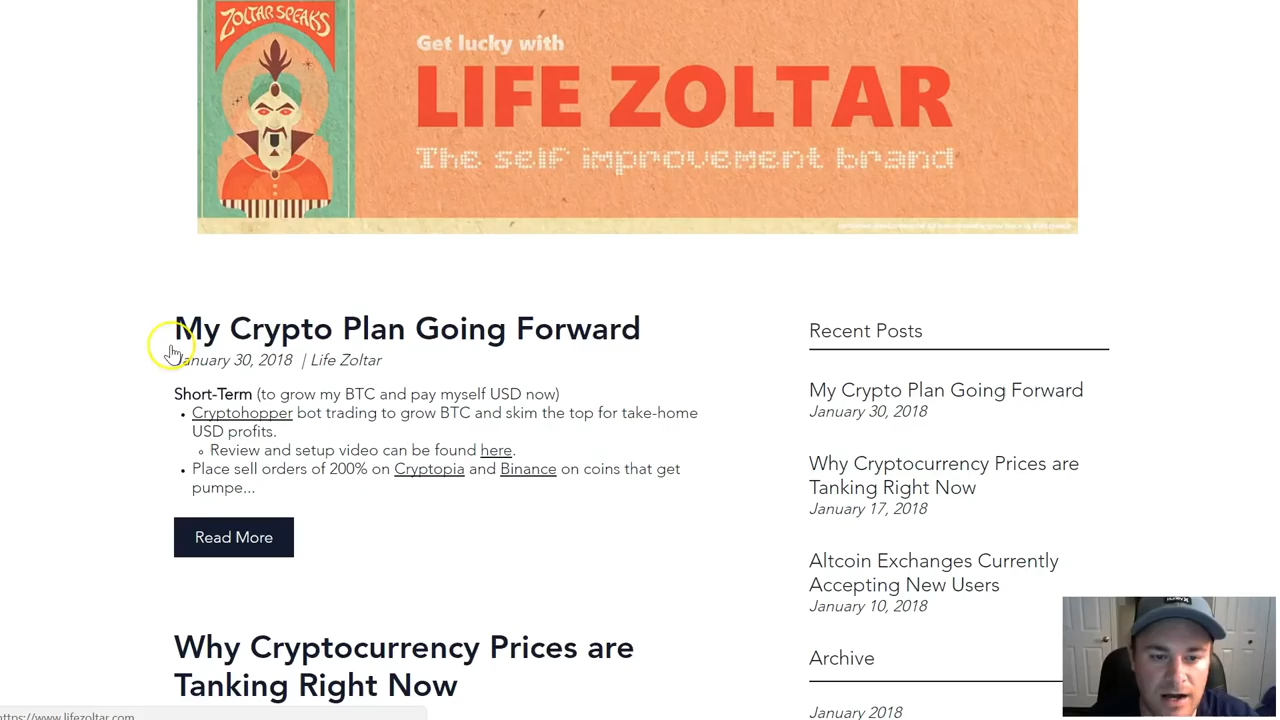 ZOLTAR SPEAKS
Get lucky with
LIFE ZOLTAR
The self improvement brand
My Crypto Plan Going Forward
January 30, 2018 | Life Zoltar
Short-Term (to grow my BTC and pay myself USD now)
Cryptohopper bot trading to grow BTC and skim the top for take-home
USD profits.
Review and setup video can be found here.
Place sell orders of 200% on Cryptopia and Binance on coins that get
pumpe...
Read More
Why Cryptocurrency Prices are
Tanking Right Now
Recent Posts
My Crypto Plan Going Forward
January 30, 2018
Why Cryptocurrency Prices are
Tanking Right Now
January 17, 2018
Altcoin Exchanges Currently
Accepting New Users
January 10, 2018
Archive
January 2018
https://www.lifezoltar.com